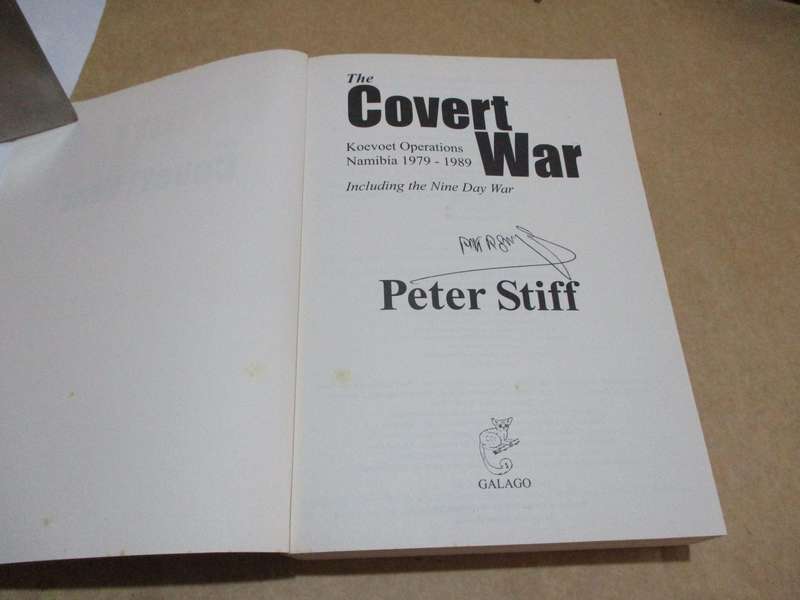 The
Covert
Koevoet Operations
War
Namibia 1979 - 1989
Including the Nine Day War
Peter Stiff
GALAGO